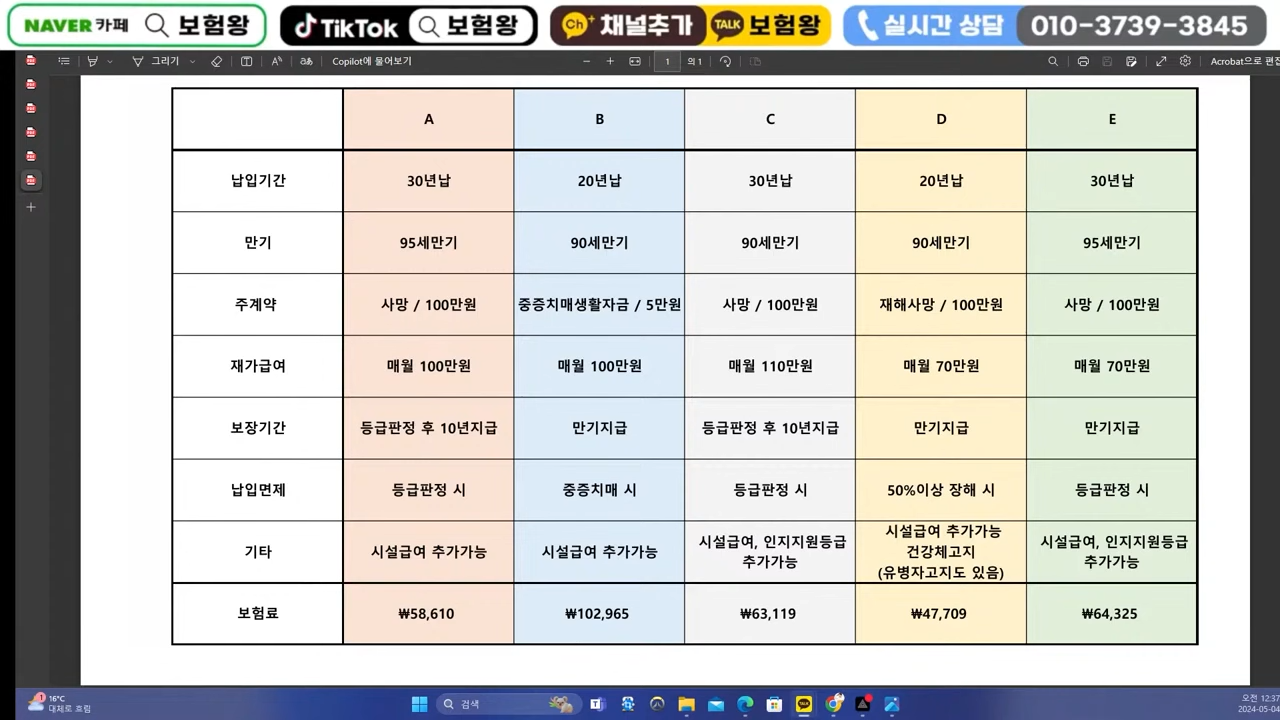 NAVER 카페 보험왕 TikTok 보험왕 Ch+ 채널추가 TALK 보험왕 실시간 상담 010-3739-3845
그리기 Copilot에 물어보기 1 의 1 Acrobat으로 편집
A B C D E
납입기간 30년납 20년납 30년납 20년납 30년납
만기 95세만기 90세만기 90세만기 90세만기 95세만기
주계약 사망 / 100만원 중증치매생활자금 / 5만원 사망 / 100만원 재해사망 / 100만원 사망 / 100만원
재가급여 매월 100만원 매월 100만원 매월 110만원 매월 70만원 매월 70만원
보장기간 등급판정 후 10년지급 만기지급 등급판정 후 10년지급 만기지급 만기지급
납입면제 등급판정 시 중증치매 시 등급판정 시 50%이상 장해 시 등급판정 시
기타 시설급여 추가가능 시설급여 추가가능 시설급여, 인지지원등급
추가가능
시설급여 추가가능
건강체고지
(유병자고지도 있음)
시설급여, 인지지원등급
추가가능
보험료 ₩58,610 ₩102,965 ₩63,119 ₩47,709 ₩64,325
1 16°C
대체로 흐림
검색
오전 12:37
2024-05-04